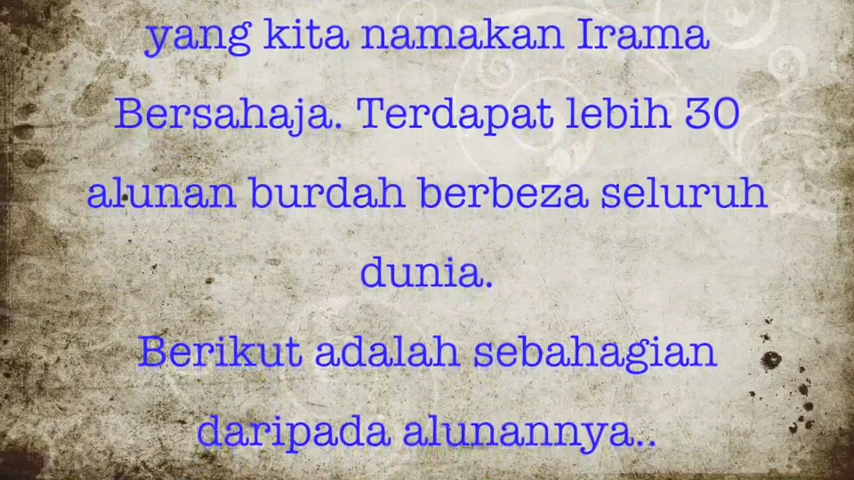 yang kita namakan Irama
Bersahaja. Terdapat lebih 30
alunan burdah berbeza seluruh
dunia.
Berikut adalah sebahagian
daripada alunannya..